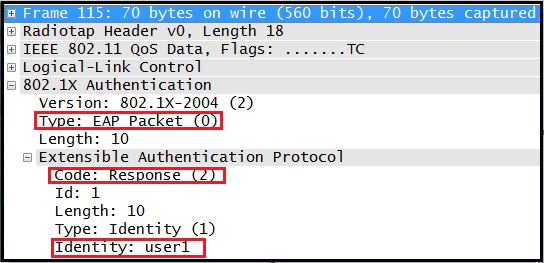 Frame 115: 70 bytes on wire (560 bits), 70 bytes captured
Radiotap Header v0, Length 18
IEEE 802.11 QoS Data, Flags: .......TC
Logical-Link Control
802.1X Authentication
Version: 802.1X-2004 (2)
Type: EAP Packet (0)
Length: 10
Extensible Authentication Protocol
Code: Response (2)
Id: 1
Length: 10
Type: Identity (1)
Identity: user1